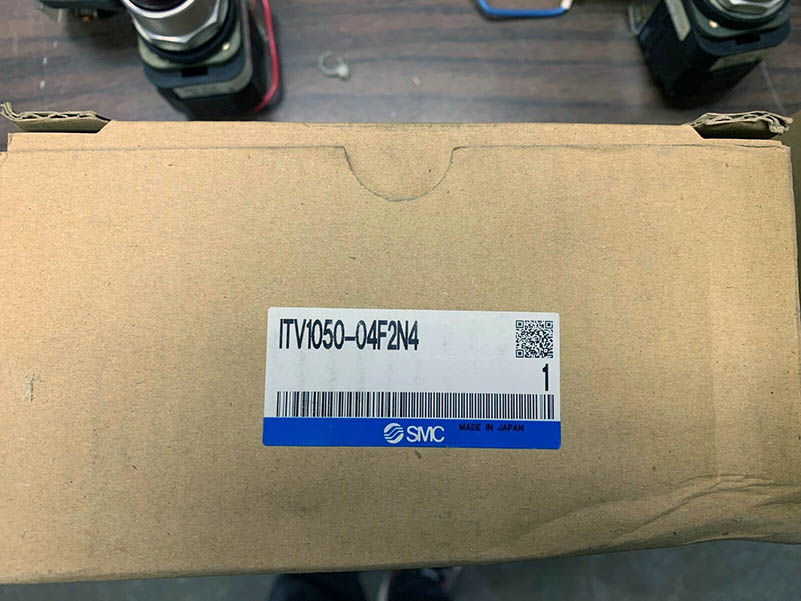 ITV1050-04F2N4
1
SMC MADE IN JAPAN